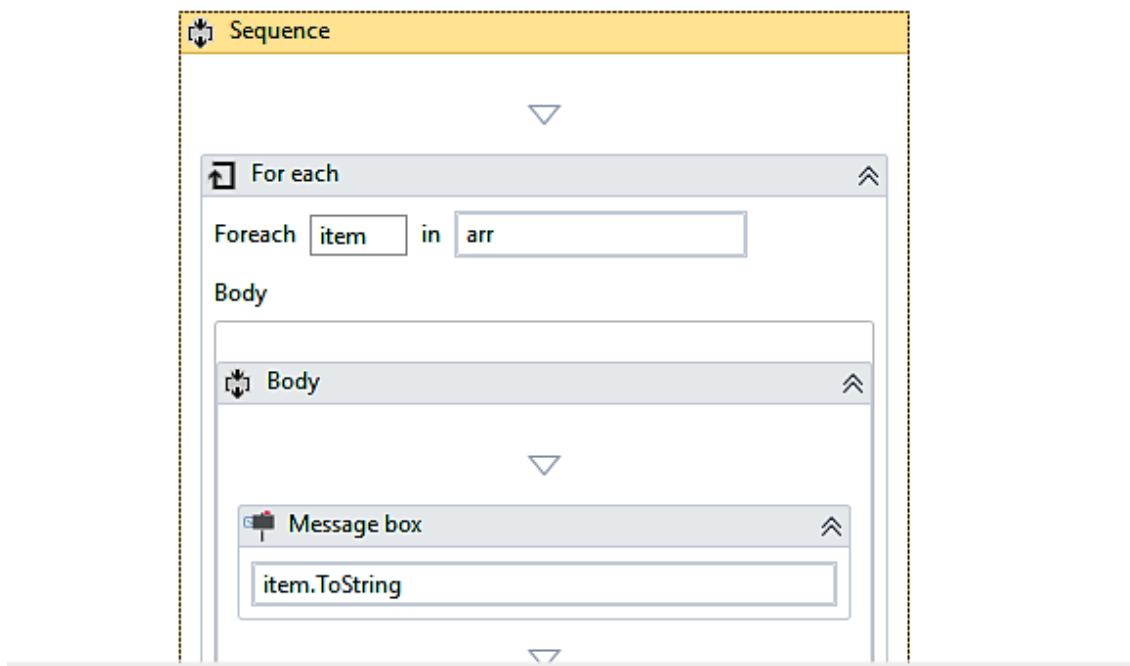 Sequence
For each
Foreach item in arr
Body
Body
Message box
item.ToString